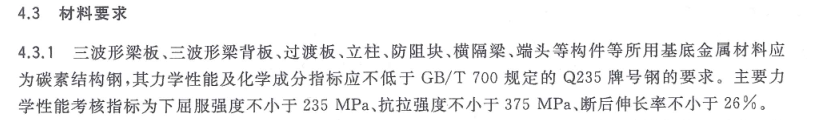 4.3 材料要求
4.3.1 三波形梁板、三波形梁背板、过渡板、立柱、防阻块、横隔梁、端头等构件等所用基底金属材料应
为碳素结构钢,其力学性能及化学成分指标应不低于 GB/T 700 规定的 Q235 牌号钢的要求。主要力
学性能考核指标为下屈服强度不小于 235 MPa、抗拉强度不小于 375 MPa、断后伸长率不小于 26%。